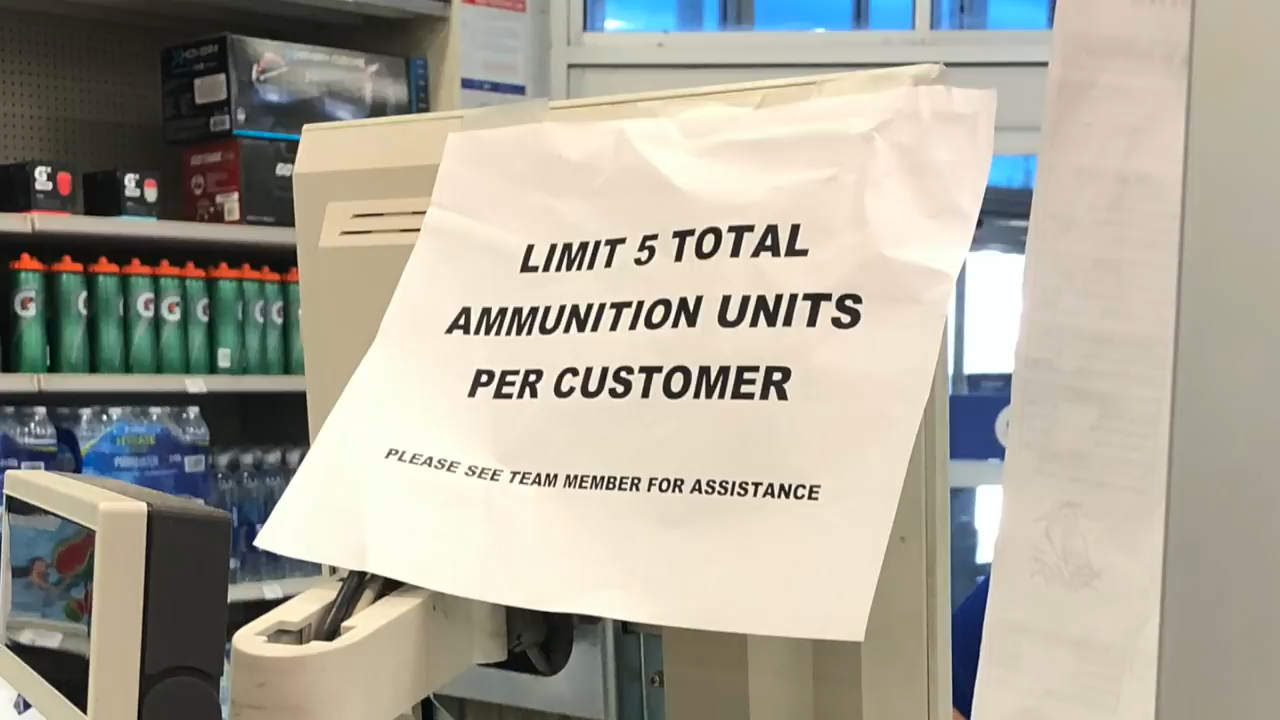 LIMIT 5 TOTAL
AMMUNITION UNITS
PER CUSTOMER
PLEASE SEE TEAM MEMBER FOR ASSISTANCE
G
G
G
G
G